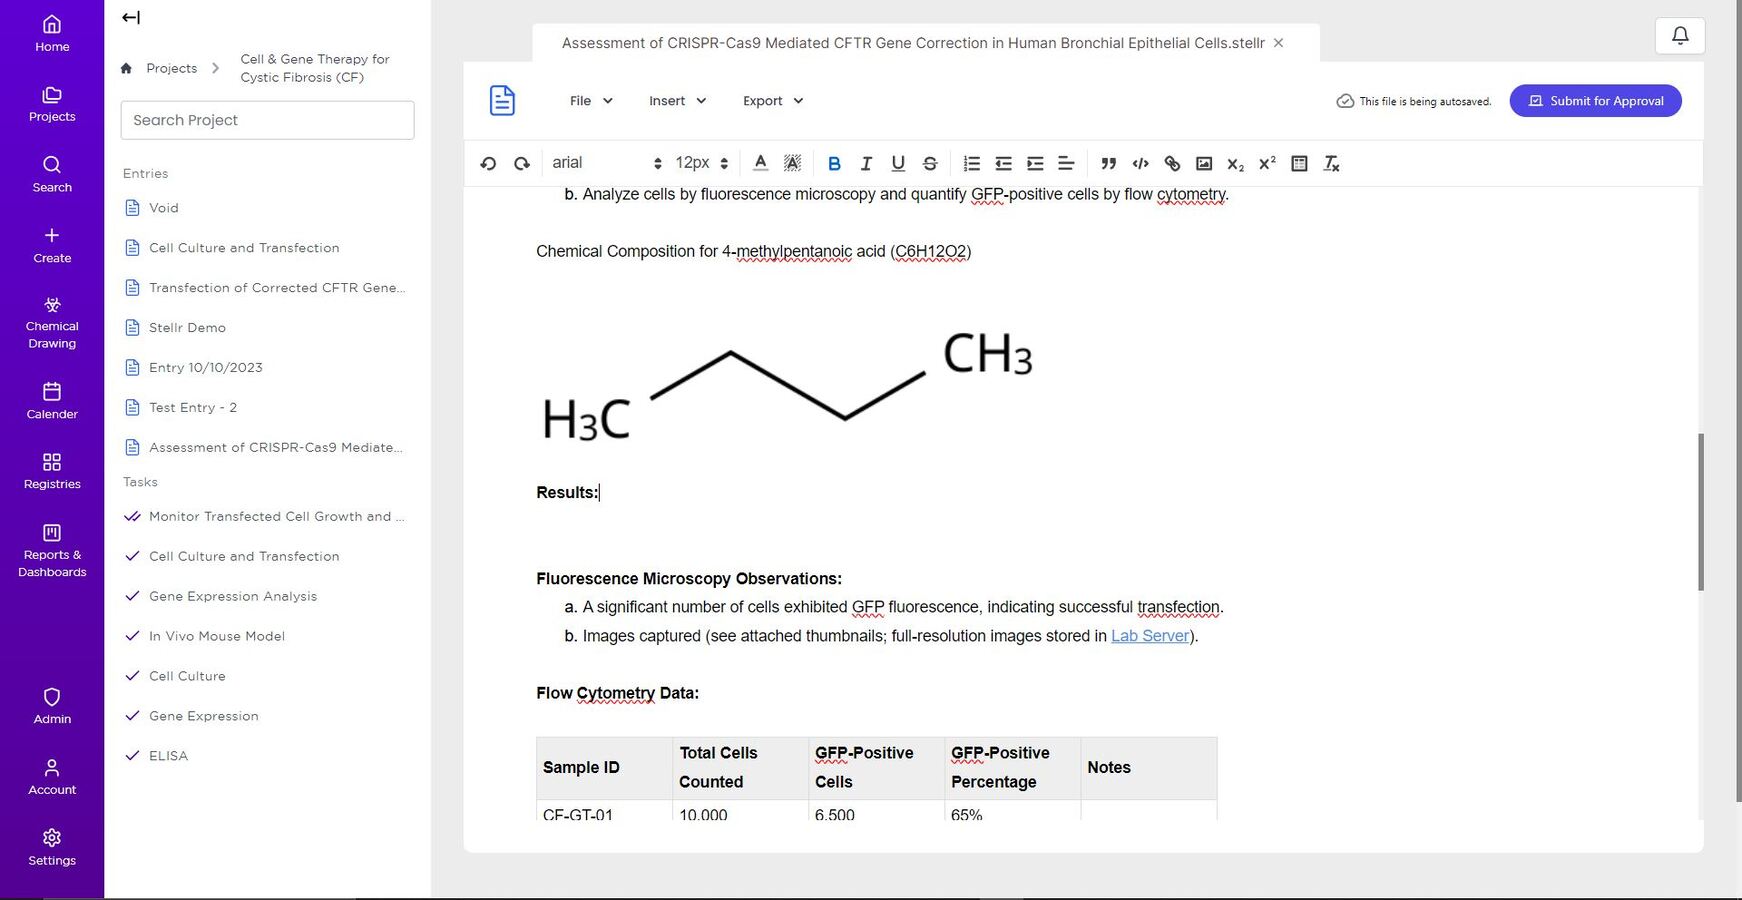 Home
Projects
Search
Create
Chemical
Drawing
Calender
Registries
Reports &
Dashboards
Admin
Account
Settings
Projects
Cell & Gene Therapy for
Cystic Fibrosis (CF)
Search Project
Entries
Void
Cell Culture and Transfection
Transfection of Corrected CFTR Gene...
Stellr Demo
Entry 10/10/2023
Test Entry - 2
Assessment of CRISPR-Cas9 Mediate...
Tasks
Monitor Transfected Cell Growth and ...
Cell Culture and Transfection
Gene Expression Analysis
In Vivo Mouse Model
Cell Culture
Gene Expression
ELISA
Assessment of CRISPR-Cas9 Mediated CFTR Gene Correction in Human Bronchial Epithelial Cells.stellr
File Insert Export
This file is being autosaved.
Submit for Approval
arial 12px A A B I U S X₂ X²
b. Analyze cells by fluorescence microscopy and quantify GFP-positive cells by flow cytometry.
Chemical Composition for 4-methylpentanoic acid (C6H12O2)
CH3
H3C
Results:
Fluorescence Microscopy Observations:
a. A significant number of cells exhibited GFP fluorescence, indicating successful transfection.
b. Images captured (see attached thumbnails; full-resolution images stored in Lab Server).
Flow Cytometry Data:
Sample ID Total Cells Counted GFP-Positive Cells GFP-Positive Percentage Notes
CF-GT-01 10,000 6,500 65%